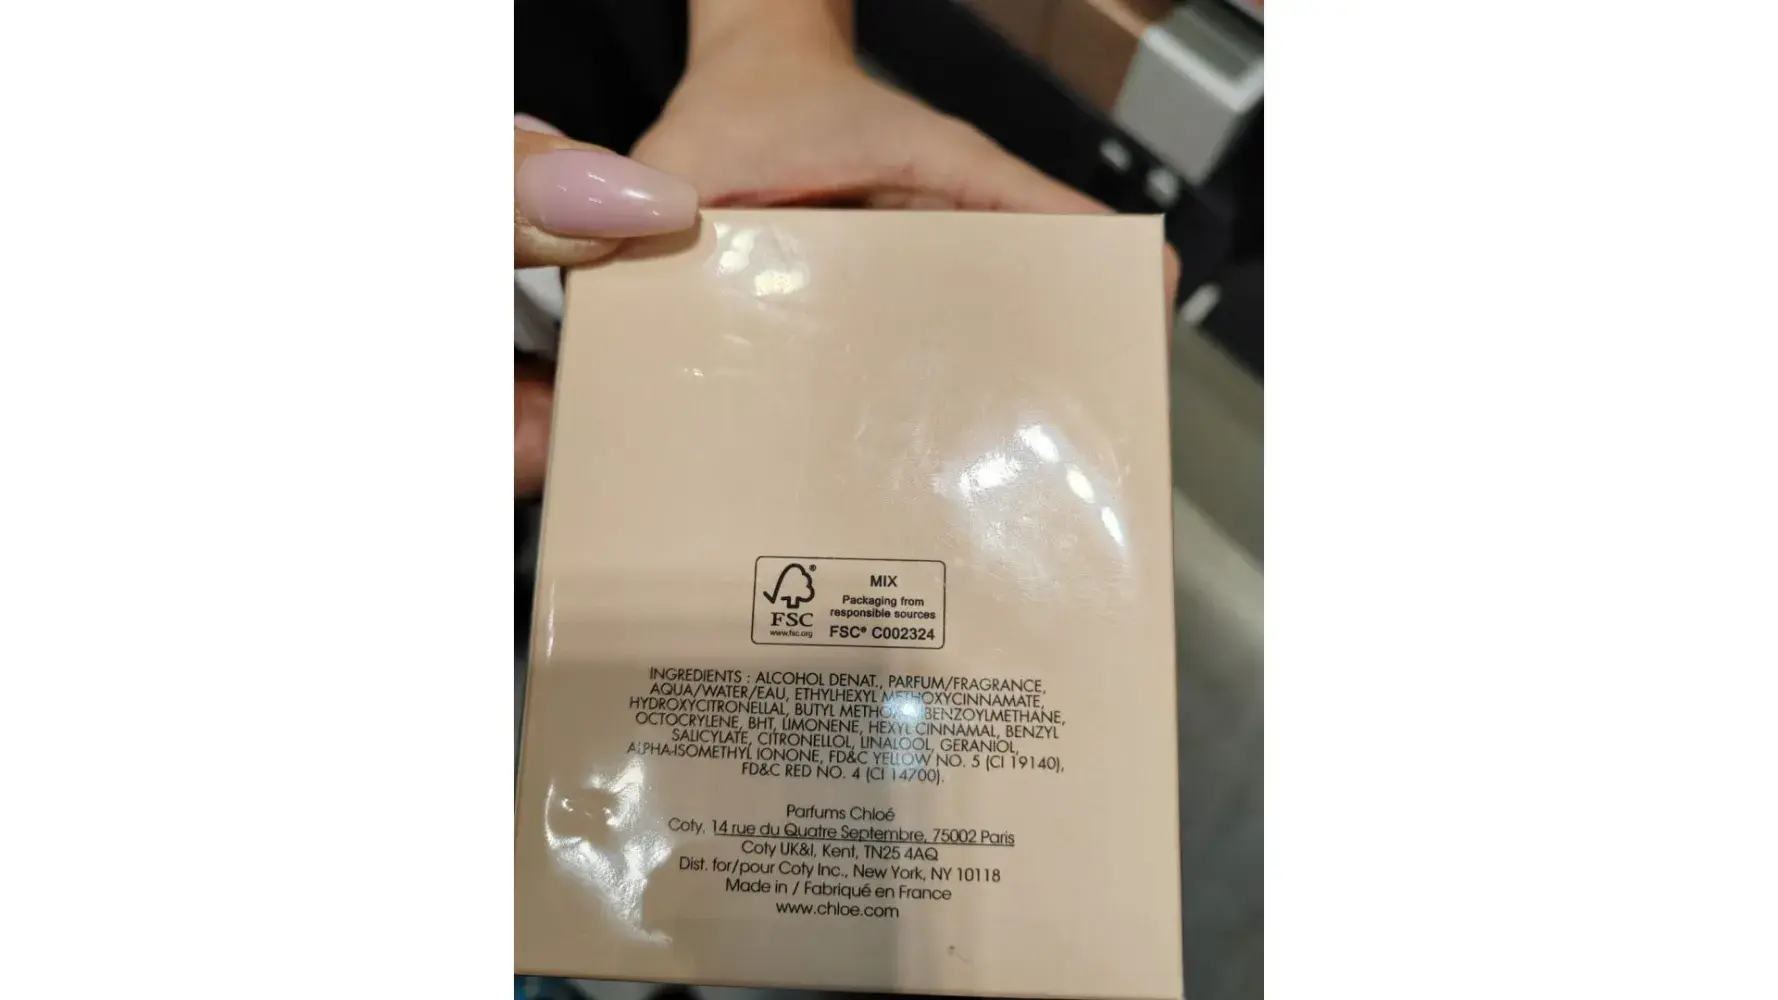 MIX
Packaging from
responsible sources
FSC® C002324
®
FSC
www.fsc.org
INGREDIENTS : ALCOHOL DENAT., PARFUM/FRAGRANCE,
AQUA/WATER/EAU, ETHYLHEXYL METHOXYCINNAMATE,
HYDROXYCITRONELLAL, BUTYL METHOXYDIBENZOYLMETHANE,
OCTOCRYLENE, BHT, LIMONENE, HEXYL CINNAMAL, BENZYL
SALICYLATE, CITRONELLOL, LINALOOL, GERANIOL,
ALPHA-ISOMETHYL IONONE, FD&C YELLOW NO. 5 (CI 19140),
FD&C RED NO. 4 (CI 14700).
Parfums Chloé
Coty, 14 rue du Quatre Septembre, 75002 Paris
Coty UK&I, Kent, TN25 4AQ
Dist. for/pour Coty Inc., New York, NY 10118
Made in / Fabriqué en France
www.chloe.com